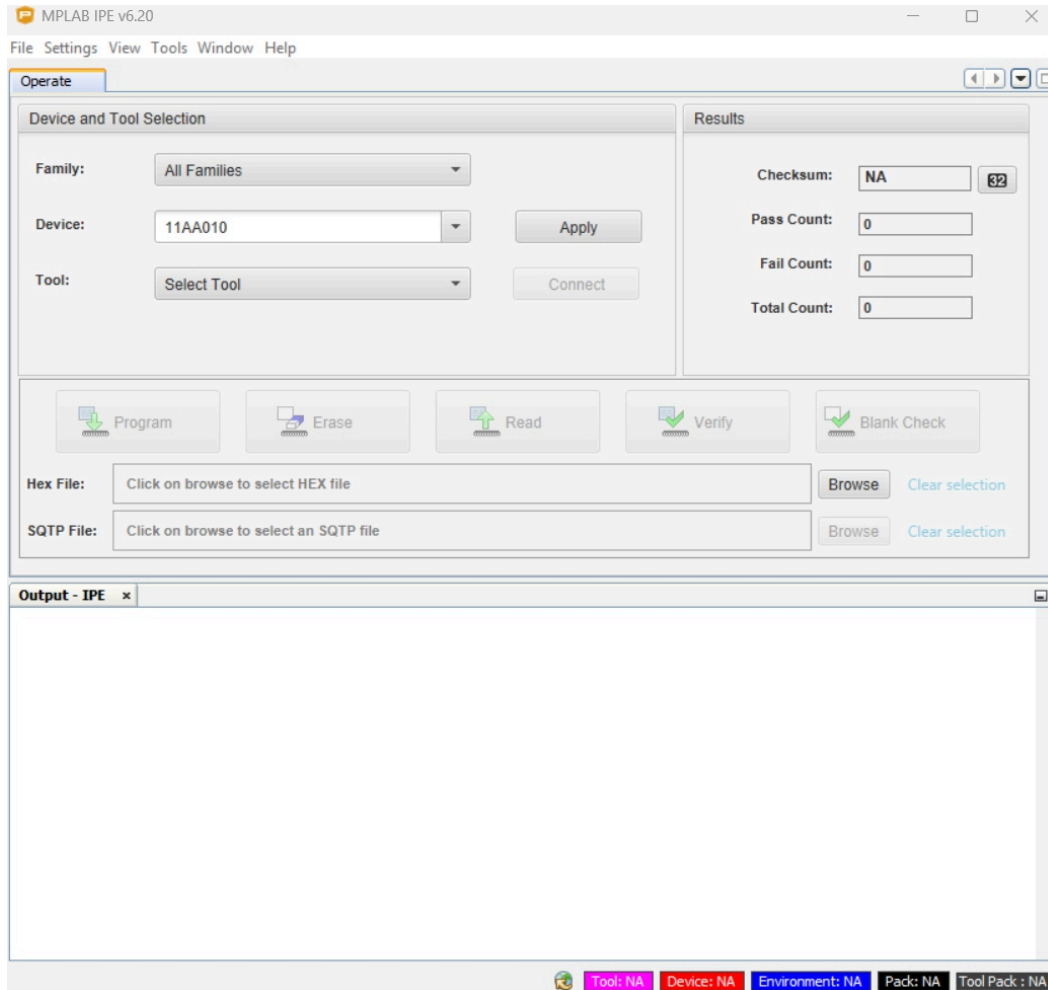 MPLAB IPE v6.20
File Settings View Tools Window Help
Operate
Device and Tool Selection
Results
Family:
All Families
Checksum:
NA
32
Device:
11AA010
Apply
Pass Count:
0
Tool:
Select Tool
Connect
Fail Count:
0
Total Count:
0
Program
Erase
Read
Verify
Blank Check
Hex File:
Click on browse to select HEX file
Browse
Clear selection
SQTP File:
Click on browse to select an SQTP file
Browse
Clear selection
Output - IPE
Tool: NA
Device: NA
Environment: NA
Pack: NA
Tool Pack : NA